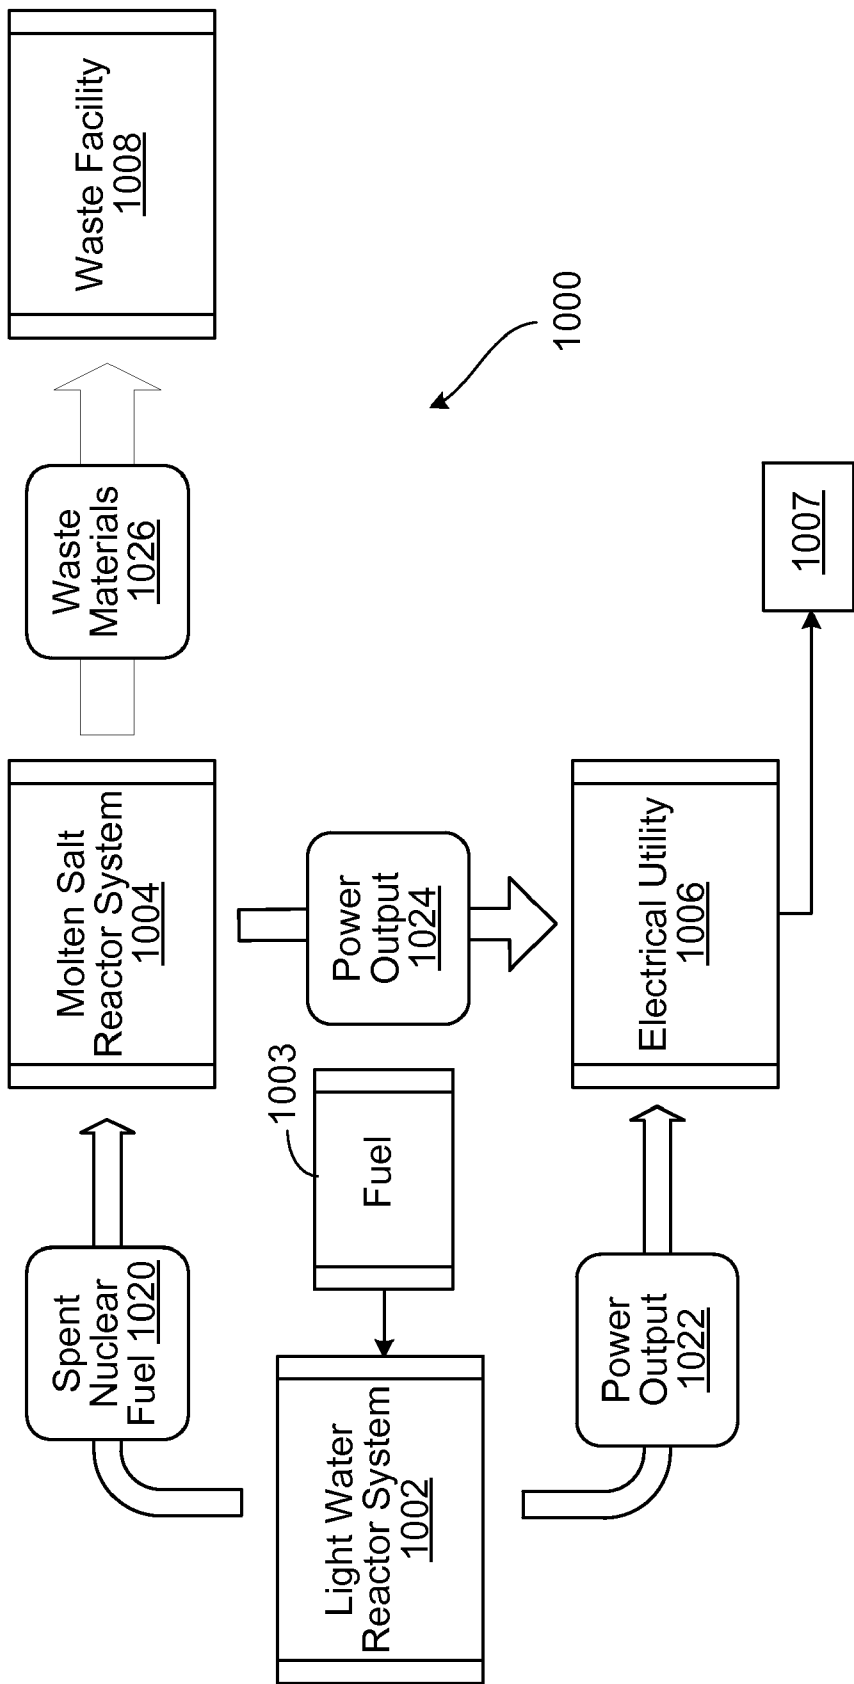 Spent
Nuclear
Fuel 1020
Molten Salt
Reactor System
1004
Waste
Materials
1026
Waste Facility
1008
Light Water
Reactor System
1002
Fuel
1003
Power
Output
1024
1000
Power
Output
1022
Electrical Utility
1006
1007